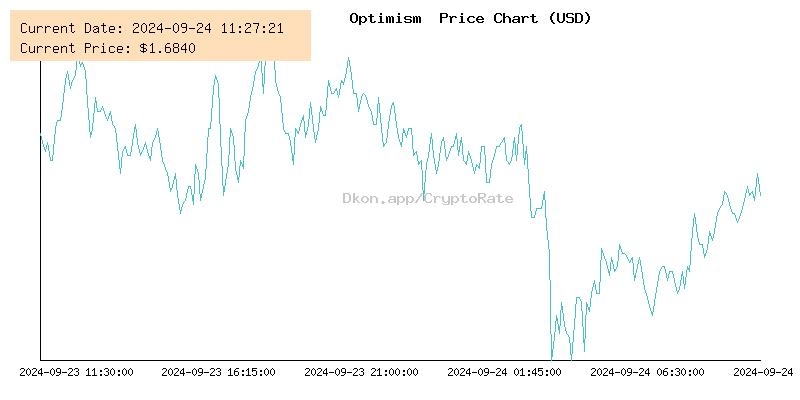 Optimism  Price Chart (USD)
Current Date: 2024-09-24 11:27:21
Current Price: $1.6840
Dkon.app/CryptoRate
2024-09-23 11:30:00 2024-09-23 16:15:00 2024-09-23 21:00:00 2024-09-24 01:45:00 2024-09-24 06:30:00 2024-09-24